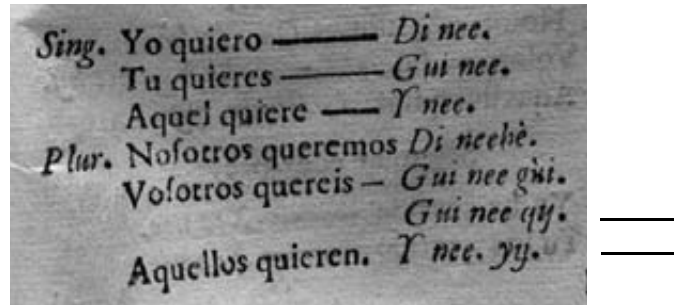 Sing. Yo quiero —— Di nee.
Tu quieres —— Gui nee.
Aquel quiere —— Y nee.
Plur. Noſotros queremos Di neehè.
Voſotros quereis – Gui nee gùi.
Gui nee qy.
Aquellos quieren. Y nee. yy.